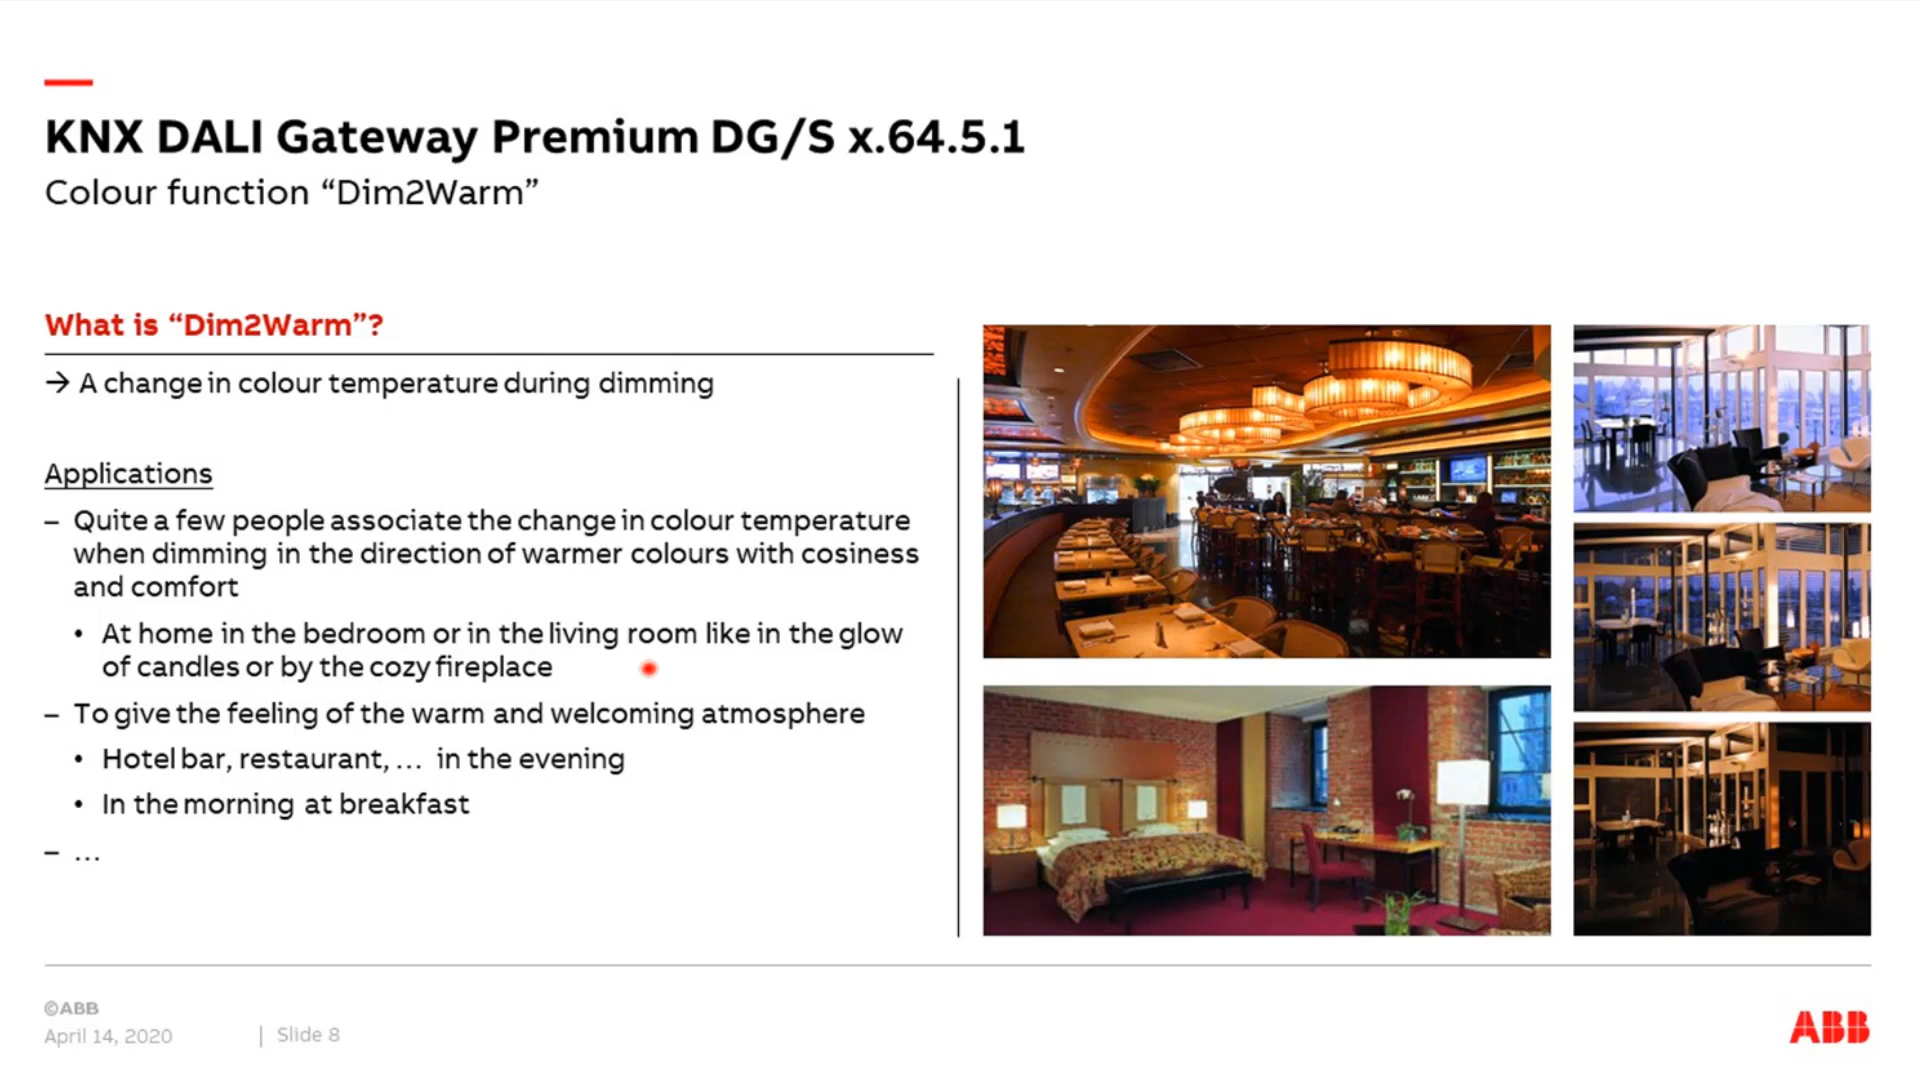 KNX DALI Gateway Premium DG/S x.64.5.1
Colour function “Dim2Warm”
What is “Dim2Warm”?
→ A change in colour temperature during dimming
Applications
– Quite a few people associate the change in colour temperature
when dimming in the direction of warmer colours with cosiness
and comfort
• At home in the bedroom or in the living room like in the glow
of candles or by the cozy fireplace
– To give the feeling of the warm and welcoming atmosphere
• Hotel bar, restaurant, … in the evening
• In the morning at breakfast
– …
©ABB
April 14, 2020 | Slide 8
ABB